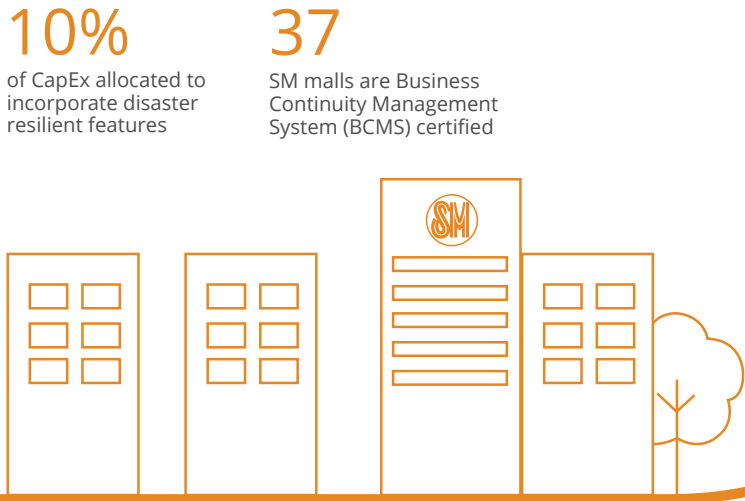 10%
of CapEx allocated to
incorporate disaster
resilient features
37
SM malls are Business
Continuity Management
System (BCMS) certified
SM